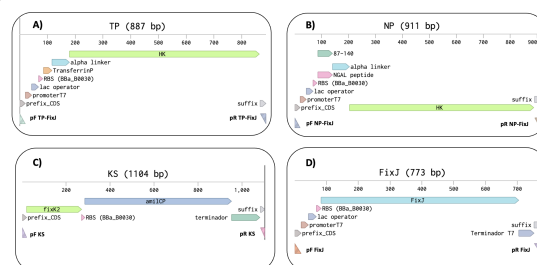 A)
TP (887 bp)
100 200 300 400 500 600 700 800
HK
alpha linker
TransferrinP
RBS (BBa_B0030)
lac operator
promoterT7
prefix_CDS
suffix
pF TP-FixJ
pR TP-FixJ
B)
NP (911 bp)
100 200 300 400 500 600 700 800 900
87-140
alpha linker
NGAL peptide
RBS (BBa_B0030)
lac operator
promoterT7
suffix
prefix_CDS
HK
pF NP-FixJ
pR NP-FixJ
C)
KS (1104 bp)
200 400 600 800 1,000
amilCP
fixK2
suffix
prefix_CDS
RBS (BBa_B0030)
terminador
pF KS
pR KS
D)
FixJ (773 bp)
100 200 300 400 500 600 700
FixJ
RBS (BBa_B0030)
lac operator
promoterT7
suffix
prefix_CDS
Terminador T7
pF FixJ
pR FixJ